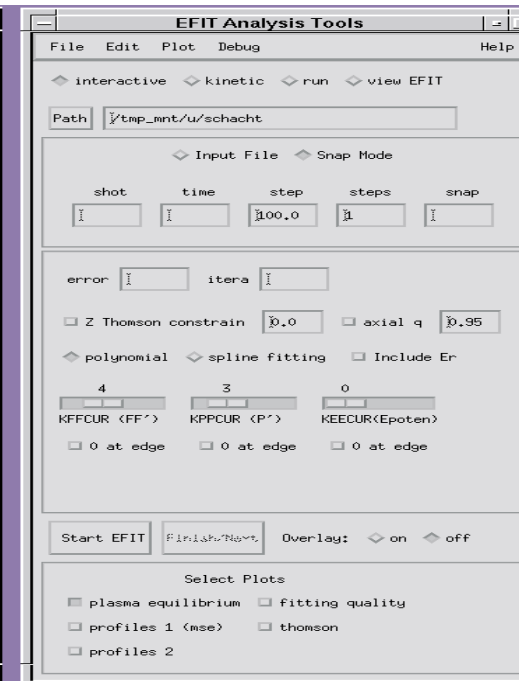 EFIT Analysis Tools
File Edit Plot Debug Help
interactive kinetic run view EFIT
Path /tmp_mnt/u/schacht
Input File Snap Mode
shot time step steps snap
100.0 1
error itera
Z Thomson constrain 0.0 axial q 0.95
polynomial spline fitting Include Er
4 3 0
KFFCUR (FF') KPPCUR (P') KEECUR(Epoten)
0 at edge 0 at edge 0 at edge
Start EFIT Finish/Next Overlay: on off
Select Plots
plasma equilibrium fitting quality
profiles 1 (mse) thomson
profiles 2